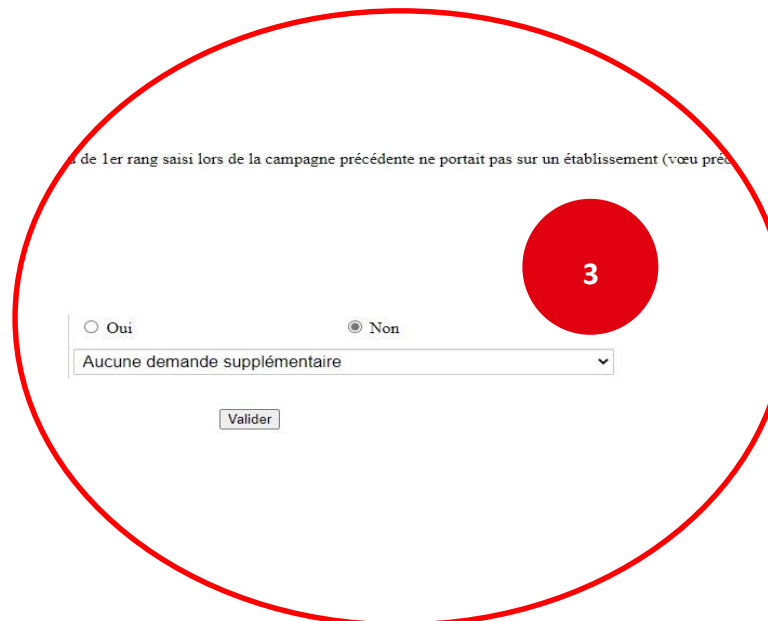 de 1er rang saisi lors de la campagne précédente ne portait pas sur un établissement (vœu
3
Oui Non
Aucune demande supplémentaire
Valider